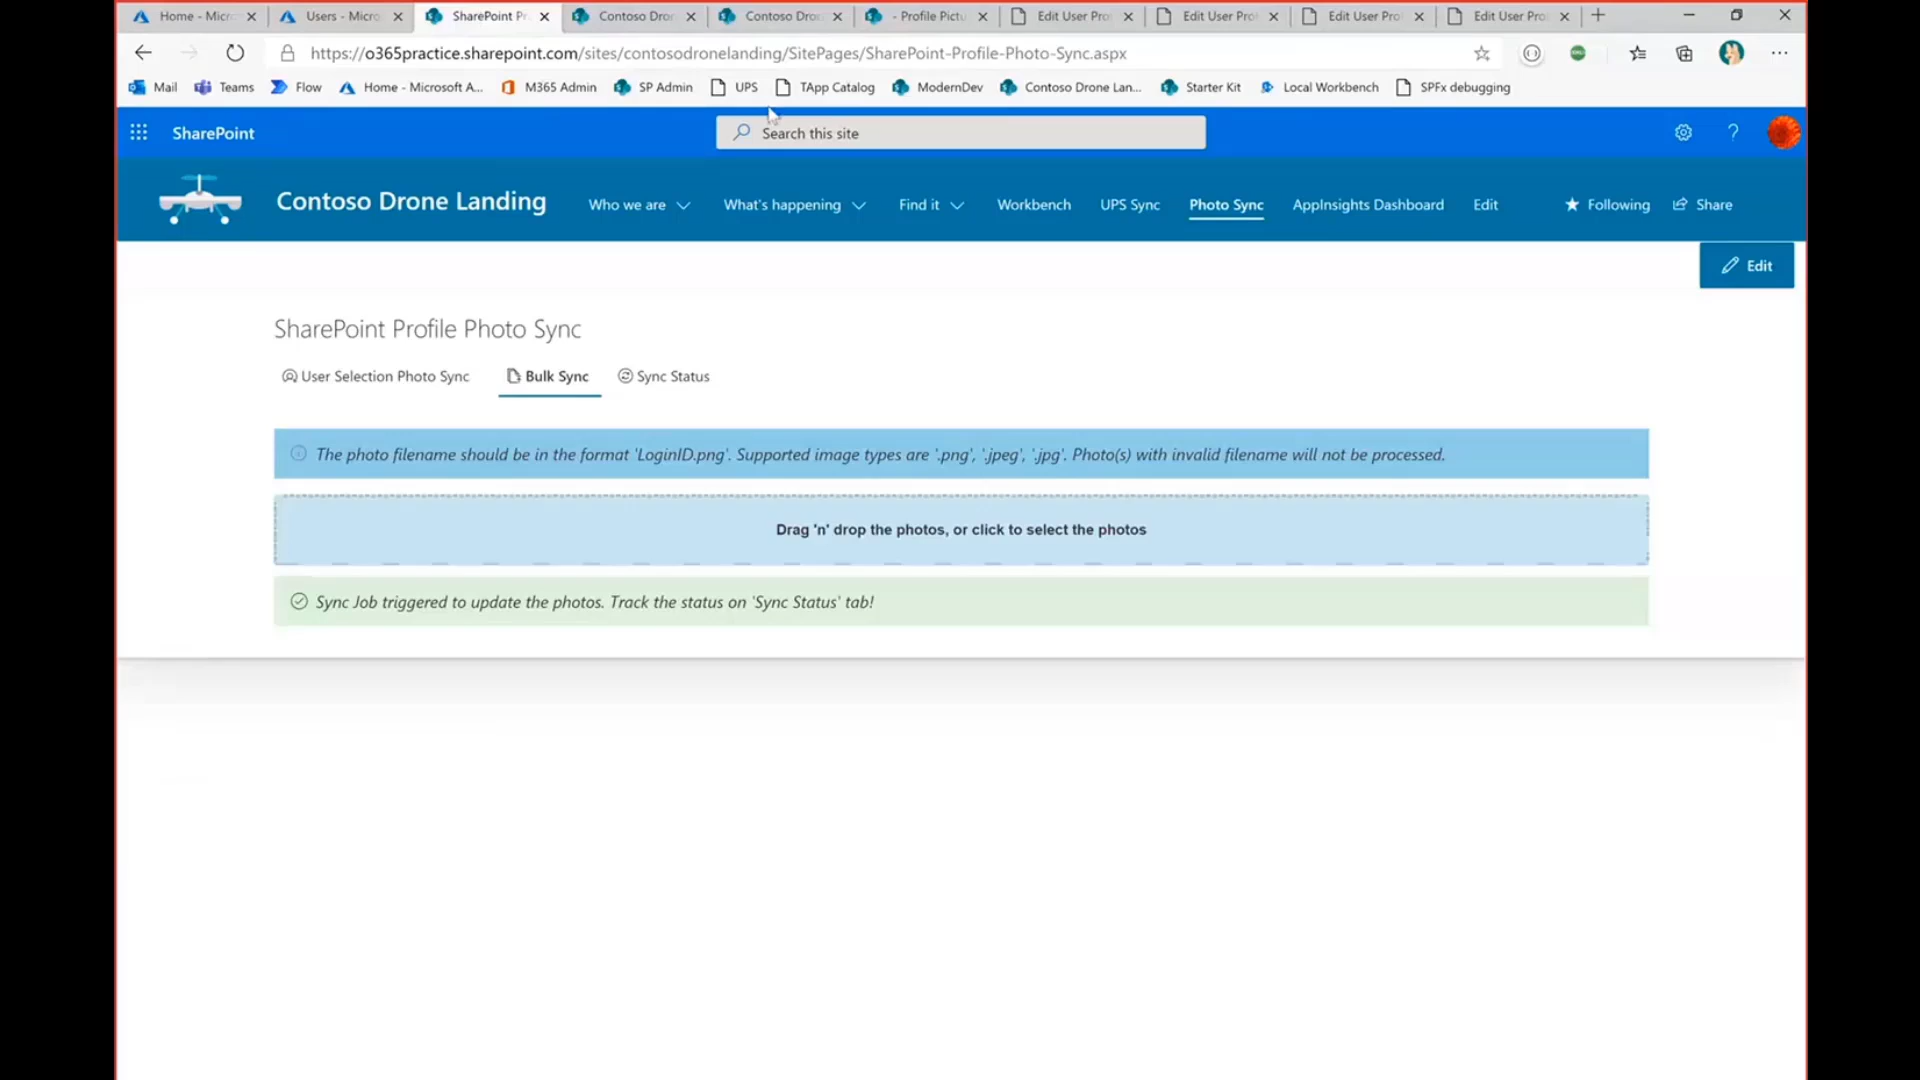 Home - Micro
Users - Micro
SharePoint Pr
Contoso Dron
Contoso Dron
- Profile Pictu
Edit User Pro
Edit User Prof
Edit User Prof
Edit User Pro
https://o365practice.sharepoint.com/sites/contosodronelanding/SitePages/SharePoint-Profile-Photo-Sync.aspx
Mail
Teams
Flow
Home - Microsoft A...
M365 Admin
SP Admin
UPS
TApp Catalog
ModernDev
Contoso Drone Lan...
Starter Kit
Local Workbench
SPFx debugging
SharePoint
Search this site
?
Contoso Drone Landing
Who we are
What's happening
Find it
Workbench
UPS Sync
Photo Sync
AppInsights Dashboard
Edit
Following
Share
Edit
SharePoint Profile Photo Sync
User Selection Photo Sync
Bulk Sync
Sync Status
The photo filename should be in the format 'LoginID.png'. Supported image types are '.png', '.jpeg', '.jpg'. Photo(s) with invalid filename will not be processed.
Drag 'n' drop the photos, or click to select the photos
Sync Job triggered to update the photos. Track the status on 'Sync Status' tab!